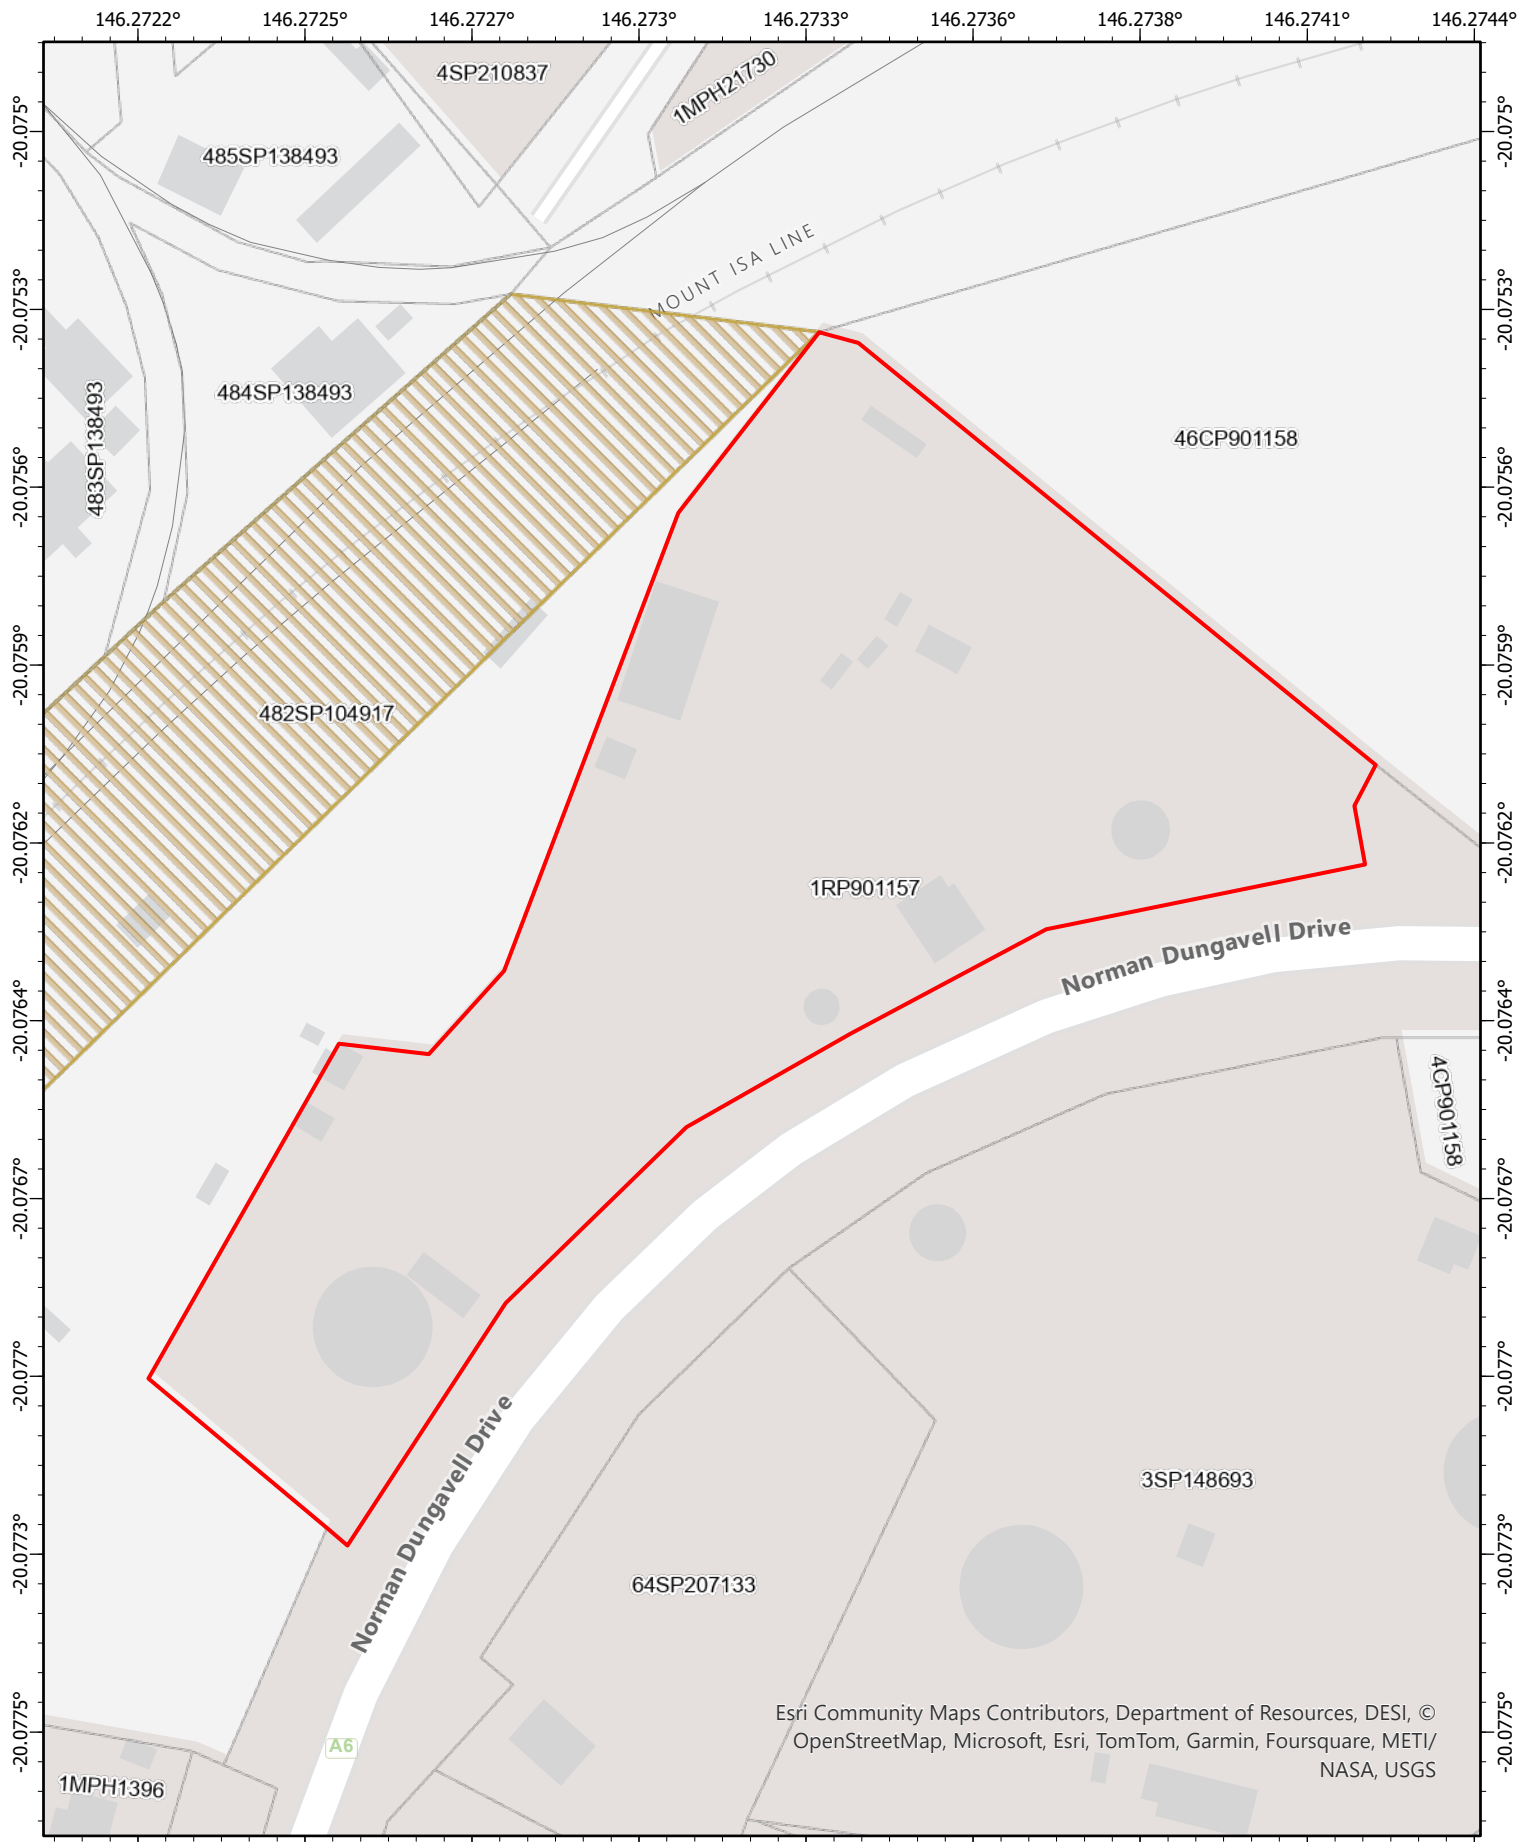 146.2722° 146.2725° 146.2727° 146.273° 146.2733° 146.2736° 146.2738° 146.2741° 146.2744°
4SP210837
1MPH21730
-20.075° -20.075°
485SP138493
MOUNT ISA LINE
-20.0753° -20.0753°
484SP138493
483SP138493
46CP901158
-20.0756° -20.0756°
-20.0759° -20.0759°
482SP104917
-20.0762° -20.0762°
1RP901157
Norman Dungavell Drive
-20.0764° -20.0764°
4CP901158
-20.0767° -20.0767°
-20.077° -20.077°
Norman Dungavell Drive
3SP148693
-20.0773° -20.0773°
64SP207133
-20.0775° -20.0775°
A6
1MPH1396
Esri Community Maps Contributors, Department of Resources, DESI, ©
OpenStreetMap, Microsoft, Esri, TomTom, Garmin, Foursquare, METI/
NASA, USGS